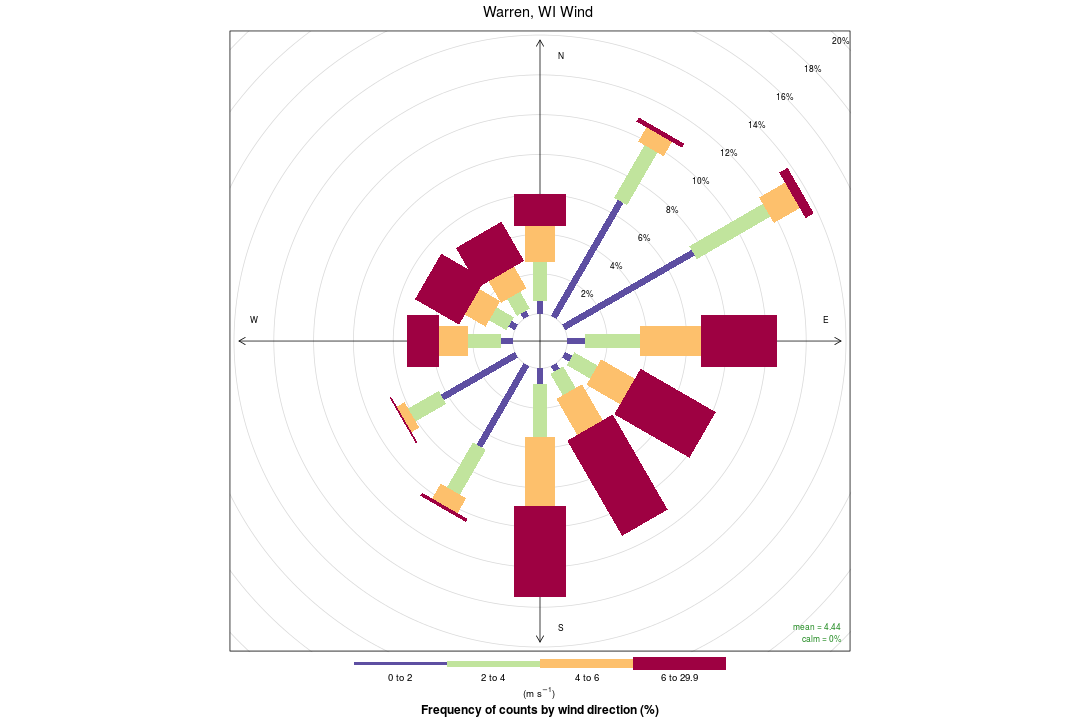 Warren, WI Wind
20%
18%
16%
14%
12%
10%
8%
6%
4%
2%
N
W
E
S
mean = 4.44
calm = 0%
0 to 2
2 to 4
4 to 6
6 to 29.9
(m s⁻¹)
Frequency of counts by wind direction (%)